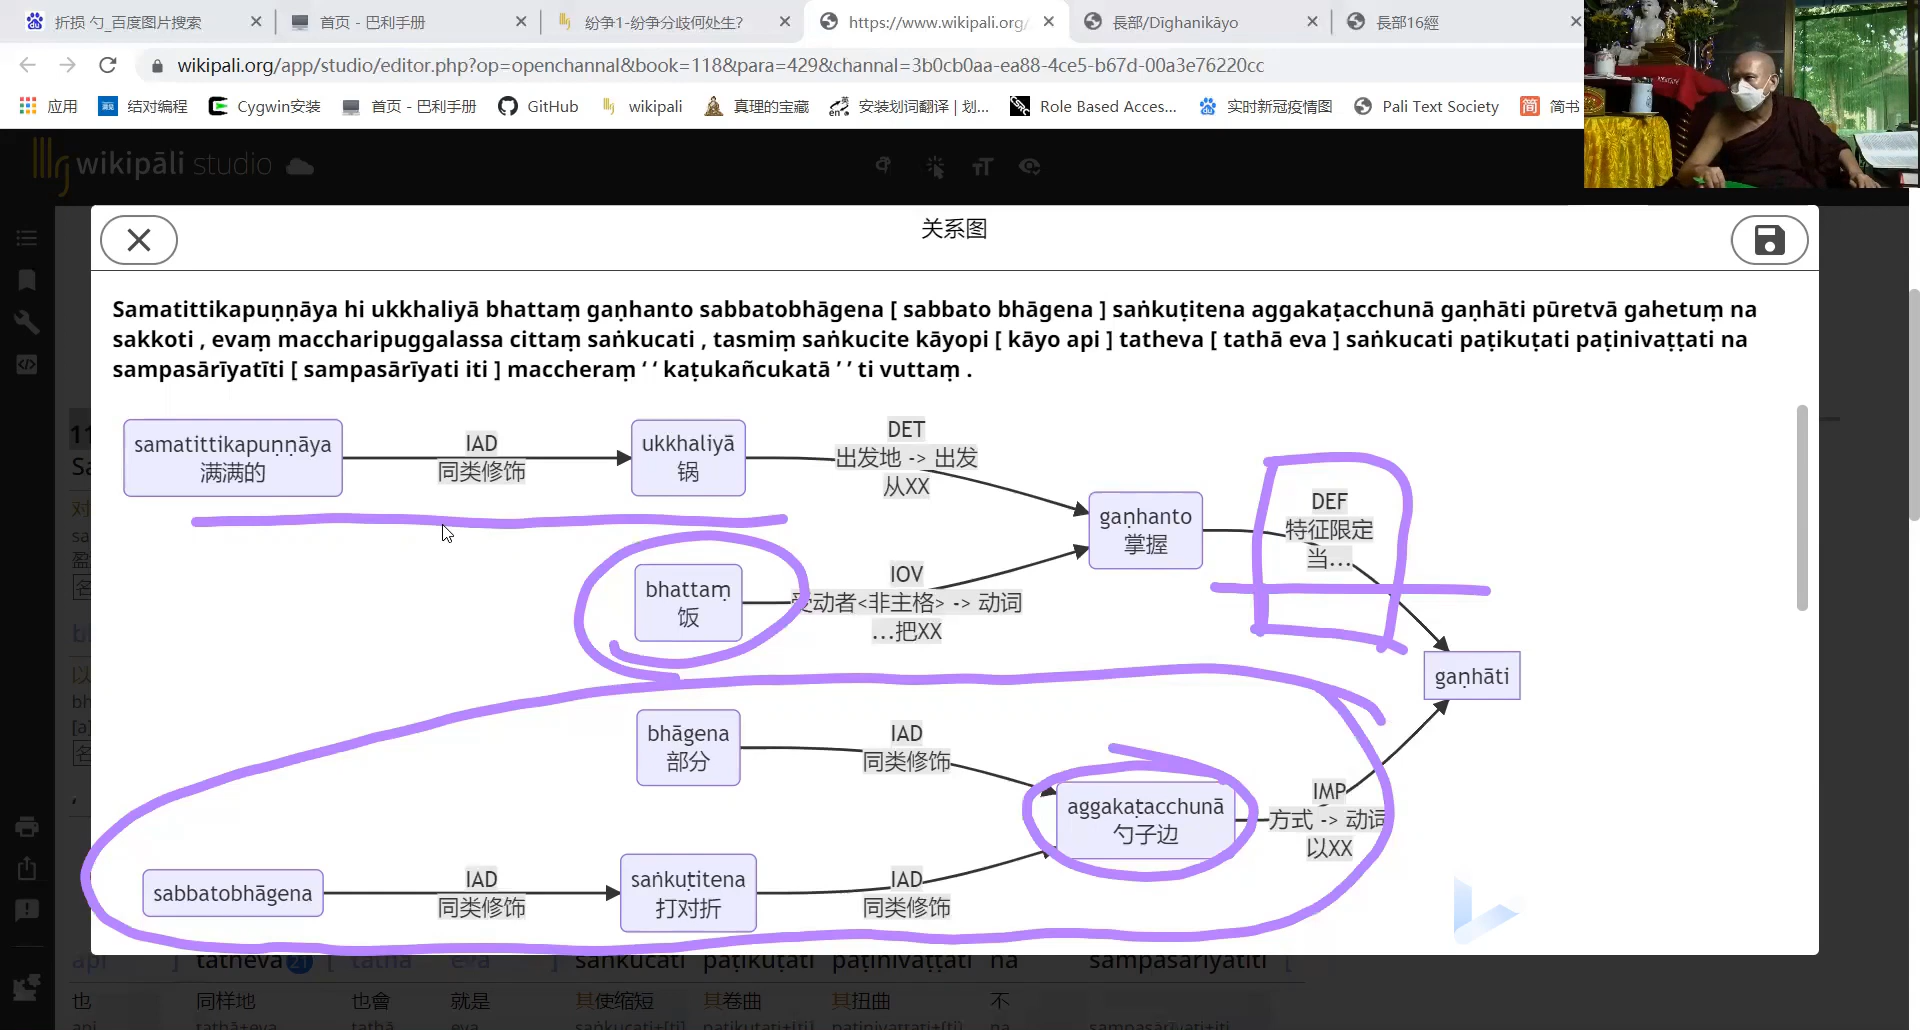 折损 勺_百度图片搜索
首页 - 巴利手册
纷争1-纷争分歧何处生?
https://www.wikipali.org/
長部/Dīghanikāyo
長部16經
wikipali.org/app/studio/editor.php?op=openchannal&book=118&para=429&channal=3b0cb0aa-ea88-4ce5-b67d-00a3e76220cc
应用
结对编程
Cygwin安装
首页 - 巴利手册
GitHub
wikipali
真理的宝藏
安装划词翻译 | 划...
Role Based Acces...
实时新冠疫情图
Pali Text Society
简书
wikipāli studio
关系图
Samatittikapuṇṇāya hi ukkhaliyā bhattaṃ gaṇhanto sabbatobhāgena [ sabbato bhāgena ] saṅkuṭitena aggakaṭacchunā gaṇhāti pūretvā gahetuṃ na
sakkoti , evaṃ maccharipuggalassa cittaṃ saṅkucati , tasmiṃ saṅkucite kāyopi [ kāyo api ] tatheva [ tathā eva ] saṅkucati paṭikuṭati paṭinivaṭṭati na
sampasārīyatīti [ sampasārīyati iti ] maccheraṃ ‘ ‘ kaṭukañcukatā ’ ’ ti vuttaṃ .
samatittikapuṇṇāya
满满的
IAD
同类修饰
ukkhaliyā
锅
DET
出发地 -> 出发
从XX
gaṇhanto
掌握
DEF
特征限定
当...
bhattaṃ
饭
IOV
受动者<非主格> -> 动词
...把XX
gaṇhāti
bhāgena
部分
IAD
同类修饰
aggakaṭacchunā
勺子边
IMP
方式 -> 动词
以XX
sabbatobhāgena
IAD
同类修饰
saṅkuṭitena
打对折
IAD
同类修饰
api ] tatheva 21 [ tathā eva ] saṅkucati paṭikuṭati paṭinivaṭṭati na sampasārīyatīti [
也 同样地 也會 就是 其使缩短 其卷曲 其扭曲 不